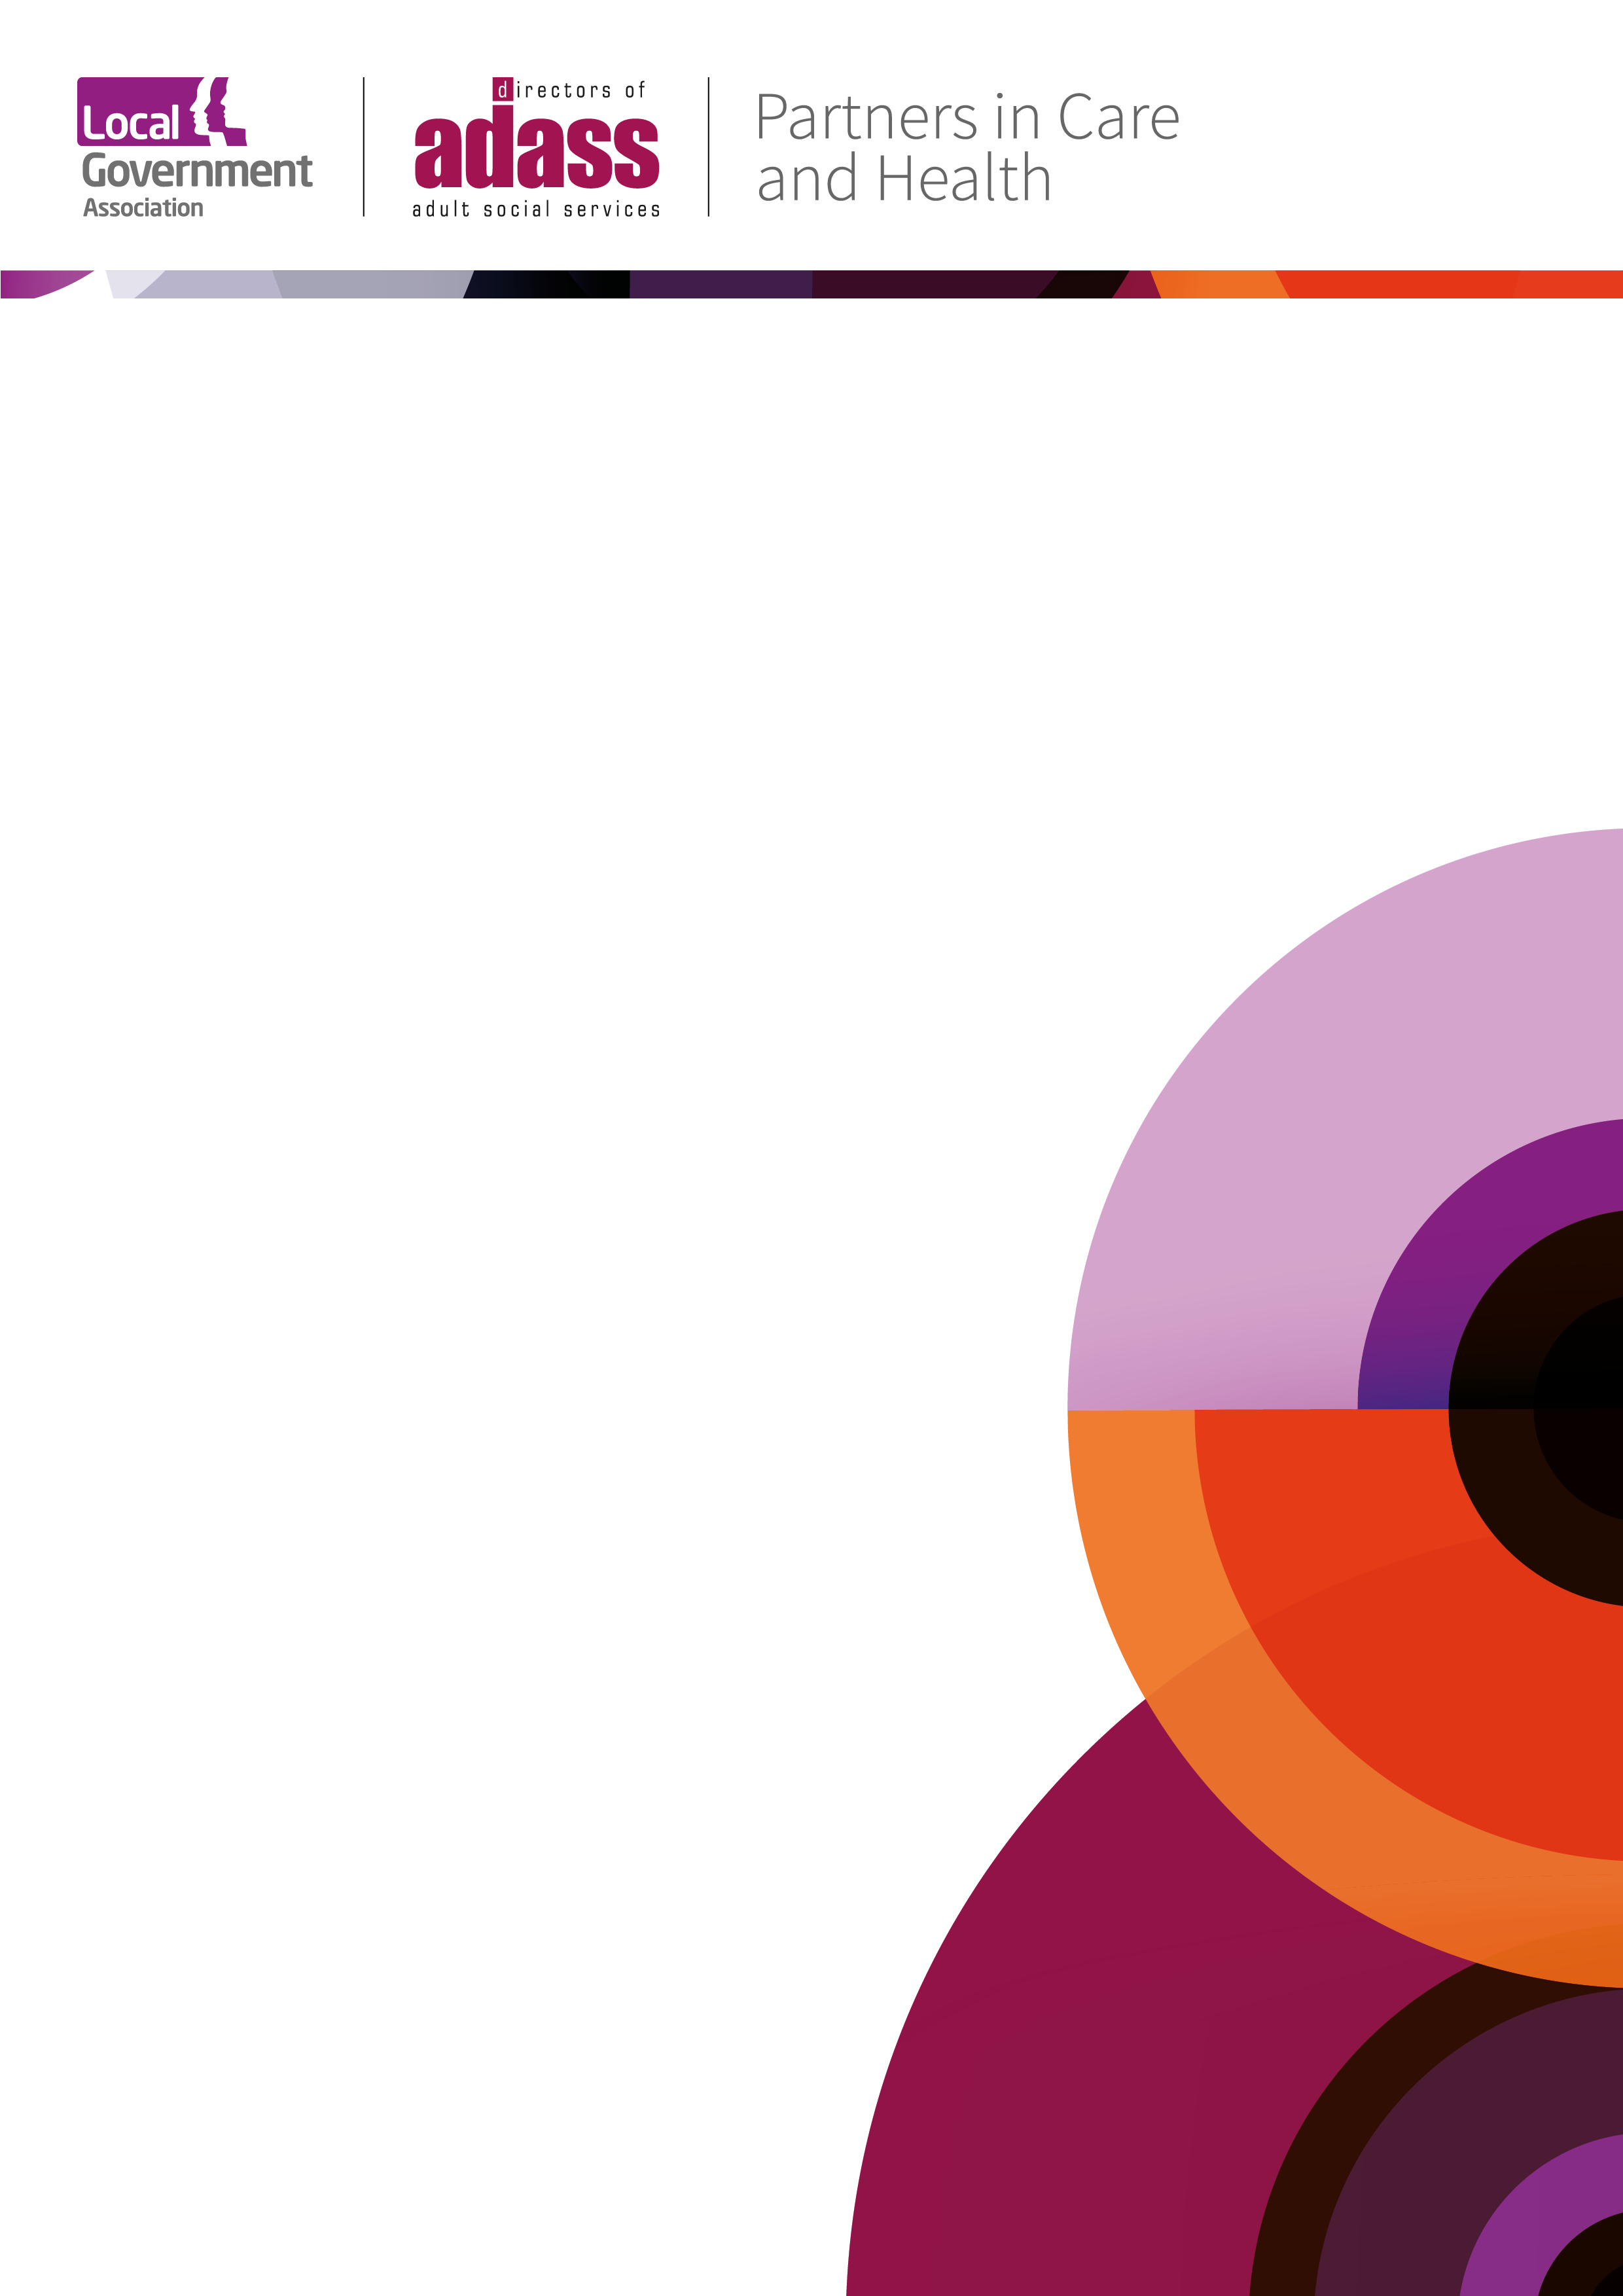 Local
Government
Association
directors of
adass
adult social services
Partners in Care
and Health